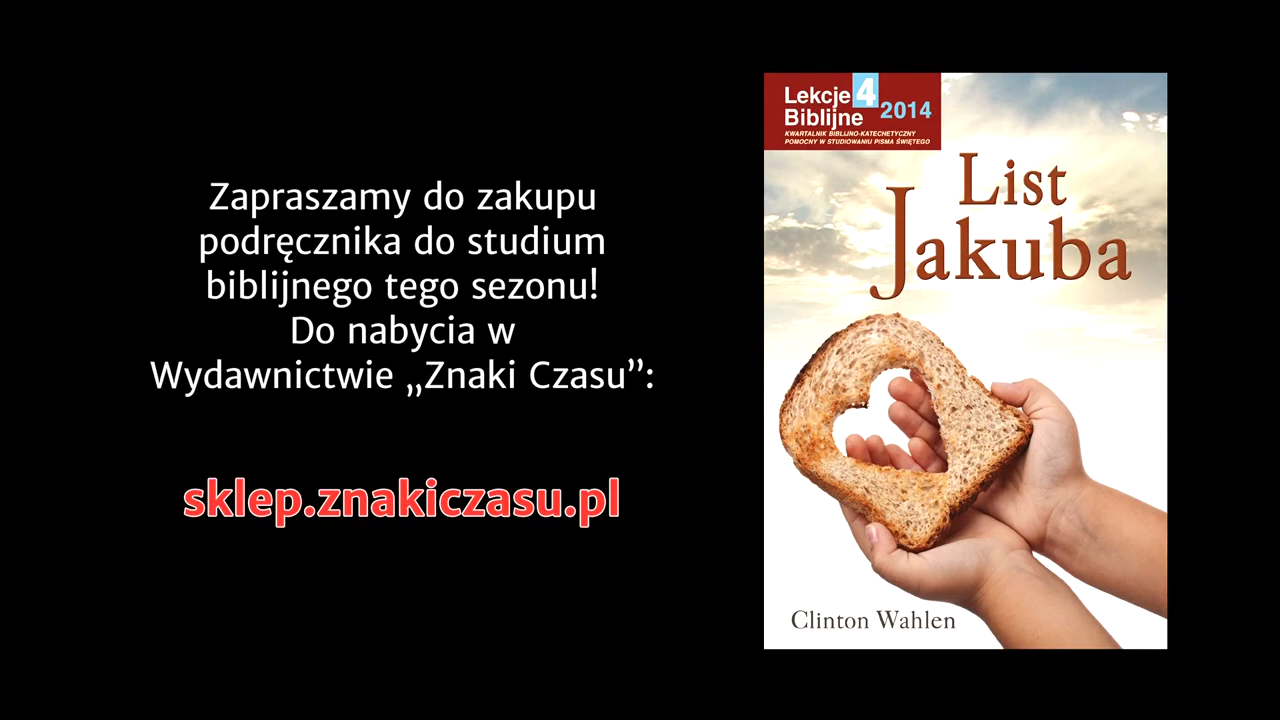 Zapraszamy do zakupu
podręcznika do studium
biblijnego tego sezonu!
Do nabycia w
Wydawnictwie „Znaki Czasu”:
sklep.znakiczasu.pl
Lekcje 4 2014
Biblijne
KWARTALNIK BIBLIJNO-KATECHETYCZNY
POMOCNY W STUDIOWANIU PISMA ŚWIĘTEGO
List
Jakuba
Clinton Wahlen